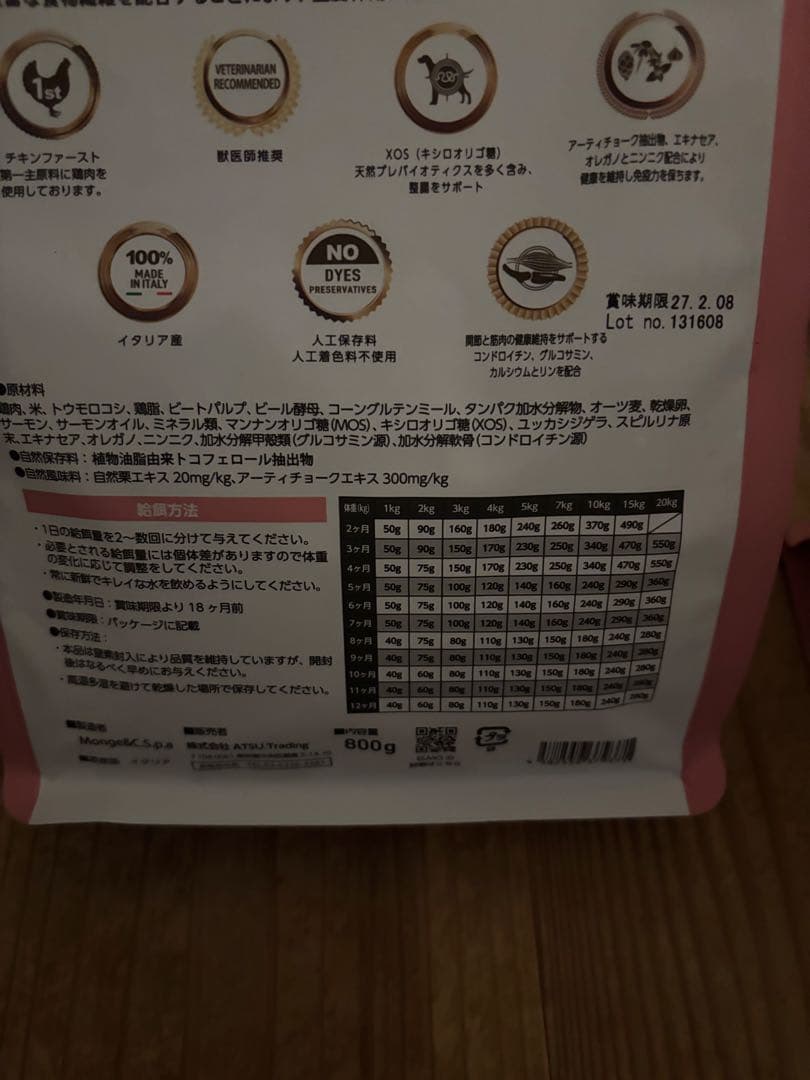 1st
チキンファースト
第一主原料に鶏肉を
使用しております。
VETERINARIAN
RECOMMENDED
獣医師推奨
XOS（キシロオリゴ糖）
天然プレバイオティクスを多く含み、
整腸をサポート
アーティチョーク抽出物、エキナセア、
オレガノとニンニク配合により
健康を維持し免疫力を保ちます。
100%
MADE
IN ITALY
イタリア産
NO
DYES
PRESERVATIVES
人工保存料
人工着色料不使用
関節と筋肉の健康維持をサポートする
コンドロイチン、グルコサミン、
カルシウムとリンを配合
賞味期限27.2.08
Lot no.131608
●原材料
鶏肉、米、トウモロコシ、鶏脂、ビートパルプ、ビール酵母、コーングルテンミール、タンパク加水分解物、オーツ麦、乾燥卵、
サーモン、サーモンオイル、ミネラル類、マンナンオリゴ糖(MOS)、キシロオリゴ糖(XOS)、ユッカシジゲラ、スピルリナ原
末、エキナセア、オレガノ、ニンニク、加水分解甲殻類(グルコサミン源)、加水分解軟骨(コンドロイチン源)
●自然保存料：植物油脂由来トコフェロール抽出物
●自然風味料：自然栗エキス 20mg/kg、アーティチョークエキス 300mg/kg
給餌方法
・1日の給餌量を2〜数回に分けて与えてください。
・必要とされる給餌量には個体差がありますので体重
の変化に応じて調整をしてください。
・常に新鮮でキレイな水を飲めるようにしてください。
●製造年月日：賞味期限より 18 ヶ月前
●賞味期限：パッケージに記載
●保存方法：
・本品は窒素封入により品質を維持していますが、開封
後はなるべく早めにお与えください。
・高温多湿を避けて乾燥した場所で保存してください。
体重(kg) 1kg 2kg 3kg 4kg 5kg 7kg 10kg 15kg 20kg
2ヶ月 50g 90g 160g 180g 240g 260g 370g 490g
3ヶ月 50g 90g 150g 170g 230g 250g 340g 470g 550g
4ヶ月 50g 75g 150g 170g 230g 250g 340g 470g 550g
5ヶ月 50g 75g 100g 120g 140g 160g 240g 290g 360g
6ヶ月 50g 75g 100g 120g 140g 160g 240g 290g 360g
7ヶ月 50g 75g 100g 120g 140g 160g 240g 290g 360g
8ヶ月 40g 75g 80g 110g 130g 150g 180g 240g 280g
9ヶ月 40g 75g 80g 110g 130g 150g 180g 240g 280g
10ヶ月 40g 60g 80g 110g 130g 150g 180g 240g 280g
11ヶ月 40g 60g 80g 110g 130g 150g 180g 240g 280g
12ヶ月 40g 60g 80g 110g 130g 150g 180g 240g 280g
■製造者
Monge&C.S.p.a
イタリア
■販売者
株式会社 ATSU Trading
■内容量
800g